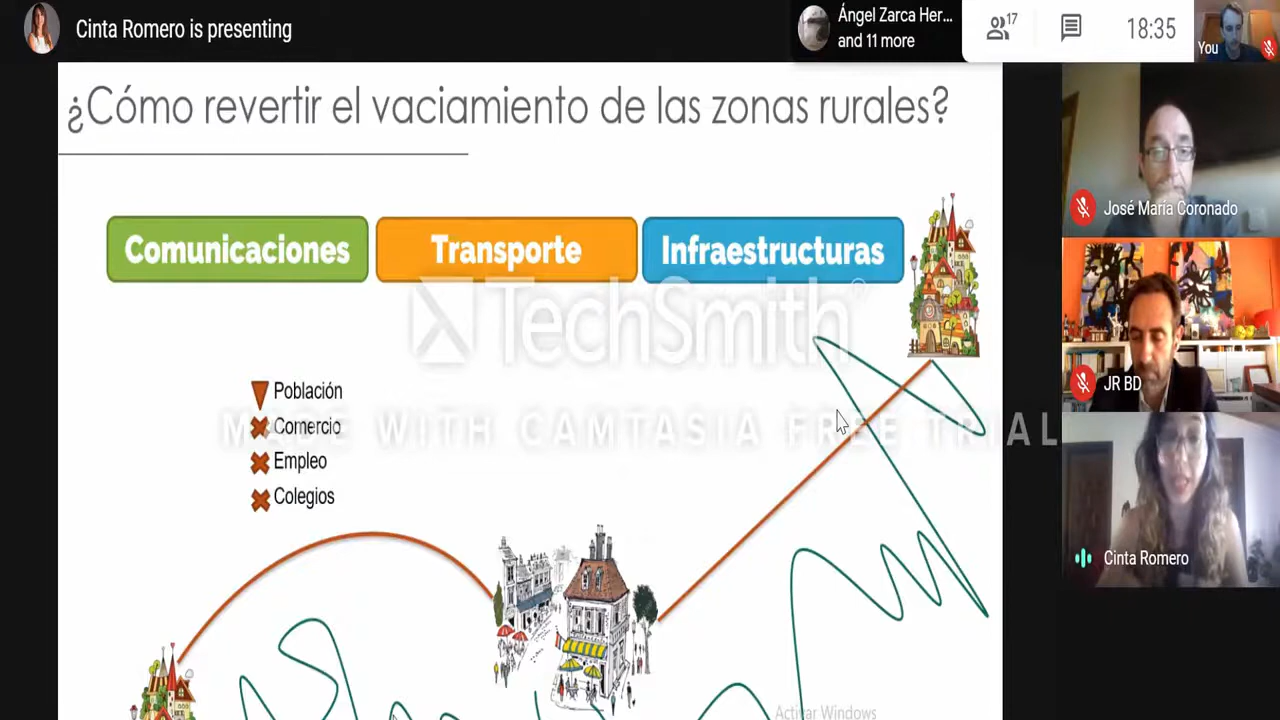 Cinta Romero is presenting
Ángel Zarca Her...
and 11 more
17
18:35
You
¿Cómo revertir el vaciamiento de las zonas rurales?
Comunicaciones
Transporte
Infraestructuras
TechSmith®
MADE WITH CAMTASIA FREE TRIAL
Población
Comercio
Empleo
Colegios
José María Coronado
JR BD
Cinta Romero
Activar Windows